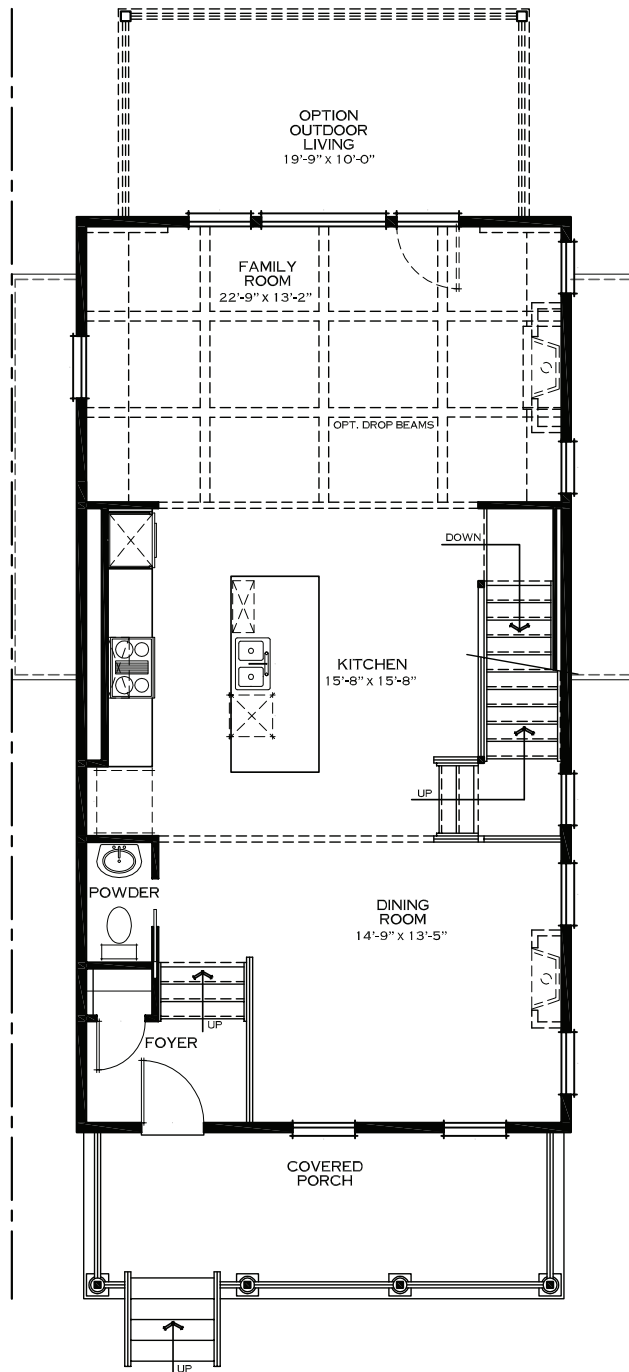 OPTION
OUTDOOR
LIVING
19'-9" X 10'-0"
FAMILY
ROOM
22'-9" X 13'-2"
OPT. DROP BEAMS
DOWN
KITCHEN
15'-8" X 15'-8"
UP
POWDER
DINING
ROOM
14'-9" X 13'-5"
UP
FOYER
COVERED
PORCH
UP